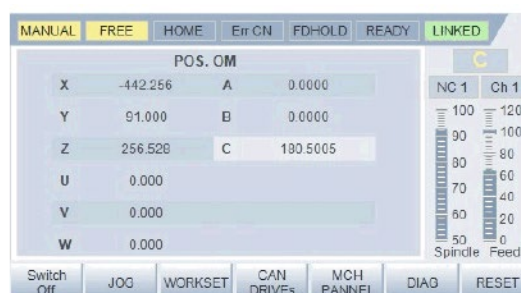 MANUAL FREE HOME Err CN FDHOLD READY LINKED
POS. OM
C
X -442.256 A 0.0000
NC 1 Ch 1
Y 91.000 B 0.0000
Z 256.528 C 180.5005
U 0.000
V 0.000
W 0.000
100 120
90 100
80 80
70 60
60 40
50 20
0
Spindle Feed
Switch Off JOG WORKSET CAN DRIVEs MCH PANNEL DIAG RESET